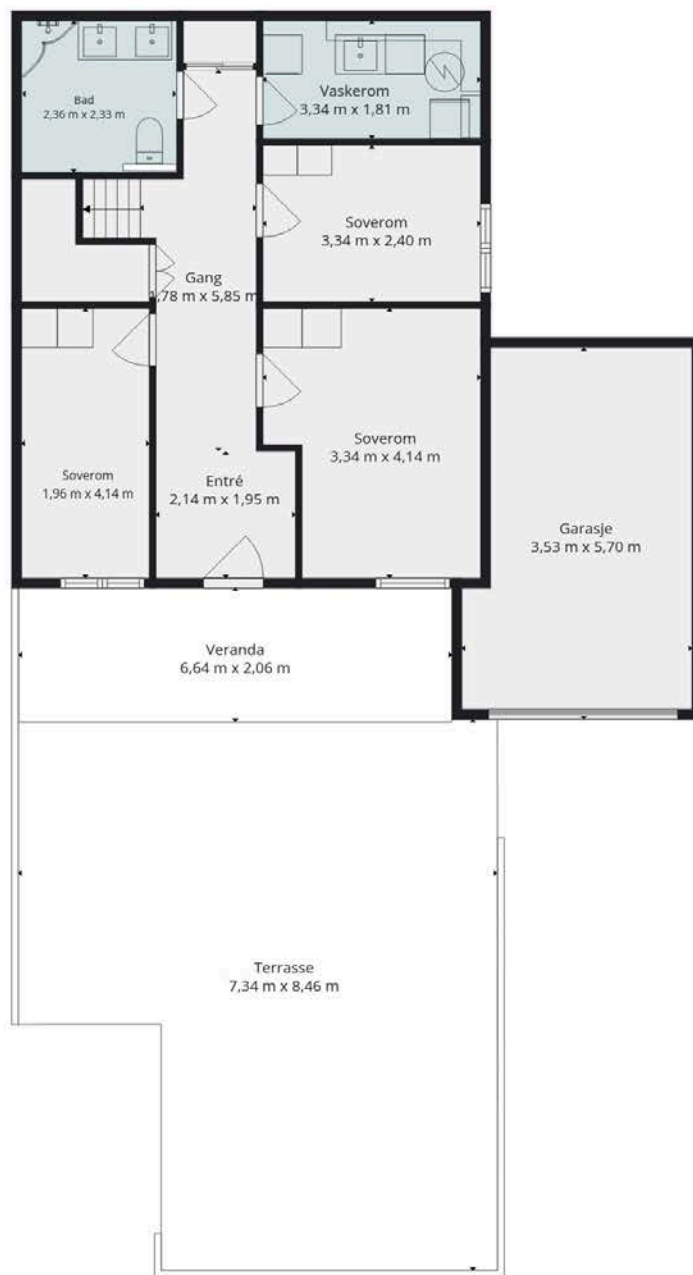 Bad
2,36 m x 2,33 m
Vaskerom
3,34 m x 1,81 m
Soverom
3,34 m x 2,40 m
Gang
,78 m x 5,85 m
Soverom
3,34 m x 4,14 m
Soverom
1,96 m x 4,14 m
Entré
2,14 m x 1,95 m
Garasje
3,53 m x 5,70 m
Veranda
6,64 m x 2,06 m
Terrasse
7,34 m x 8,46 m